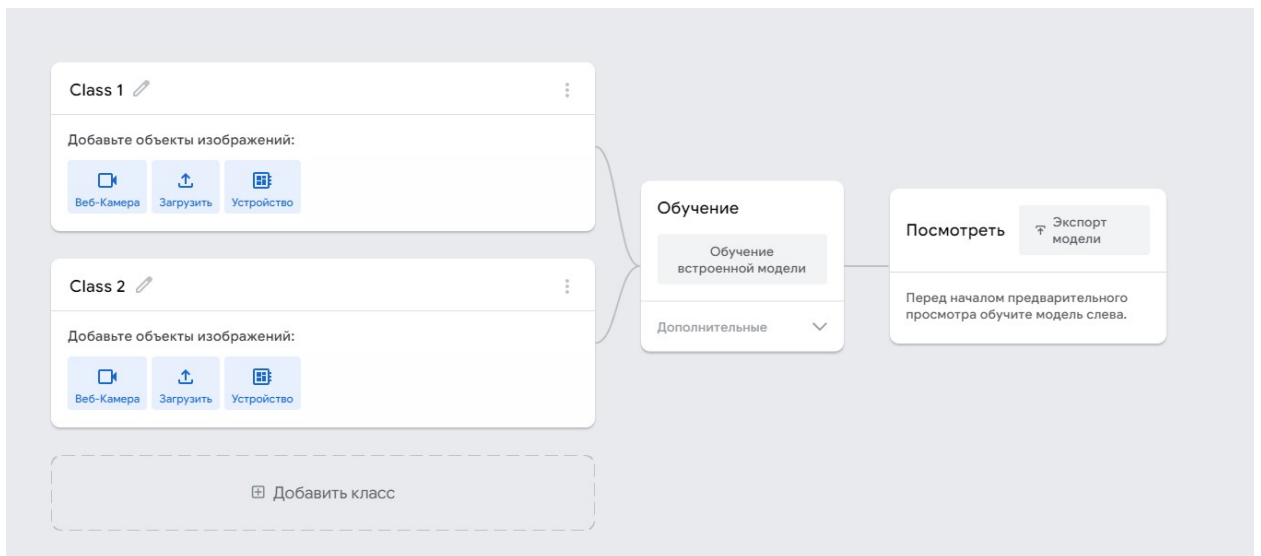 Class 1
Добавьте объекты изображений:
Веб-Камера Загрузить Устройство
Class 2
Добавьте объекты изображений:
Веб-Камера Загрузить Устройство
Добавить класс
Обучение
Обучение
встроенной модели
Дополнительные
Посмотреть
Экспорт
модели
Перед началом предварительного
просмотра обучите модель слева.